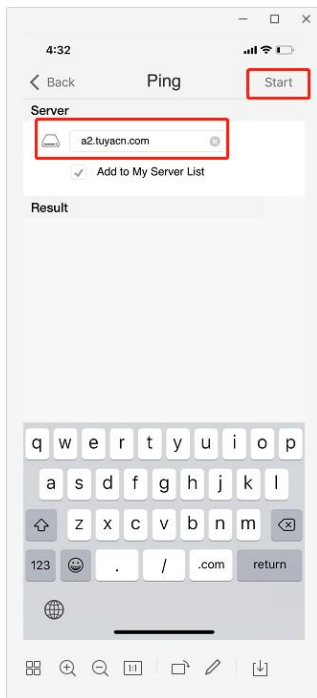 4:32
Back Ping Start
Server
a2.tuyacn.com
Add to My Server List
Result
q w e r t y u i o p
a s d f g h j k l
z x c v b n m
123 . / .com return
1:1